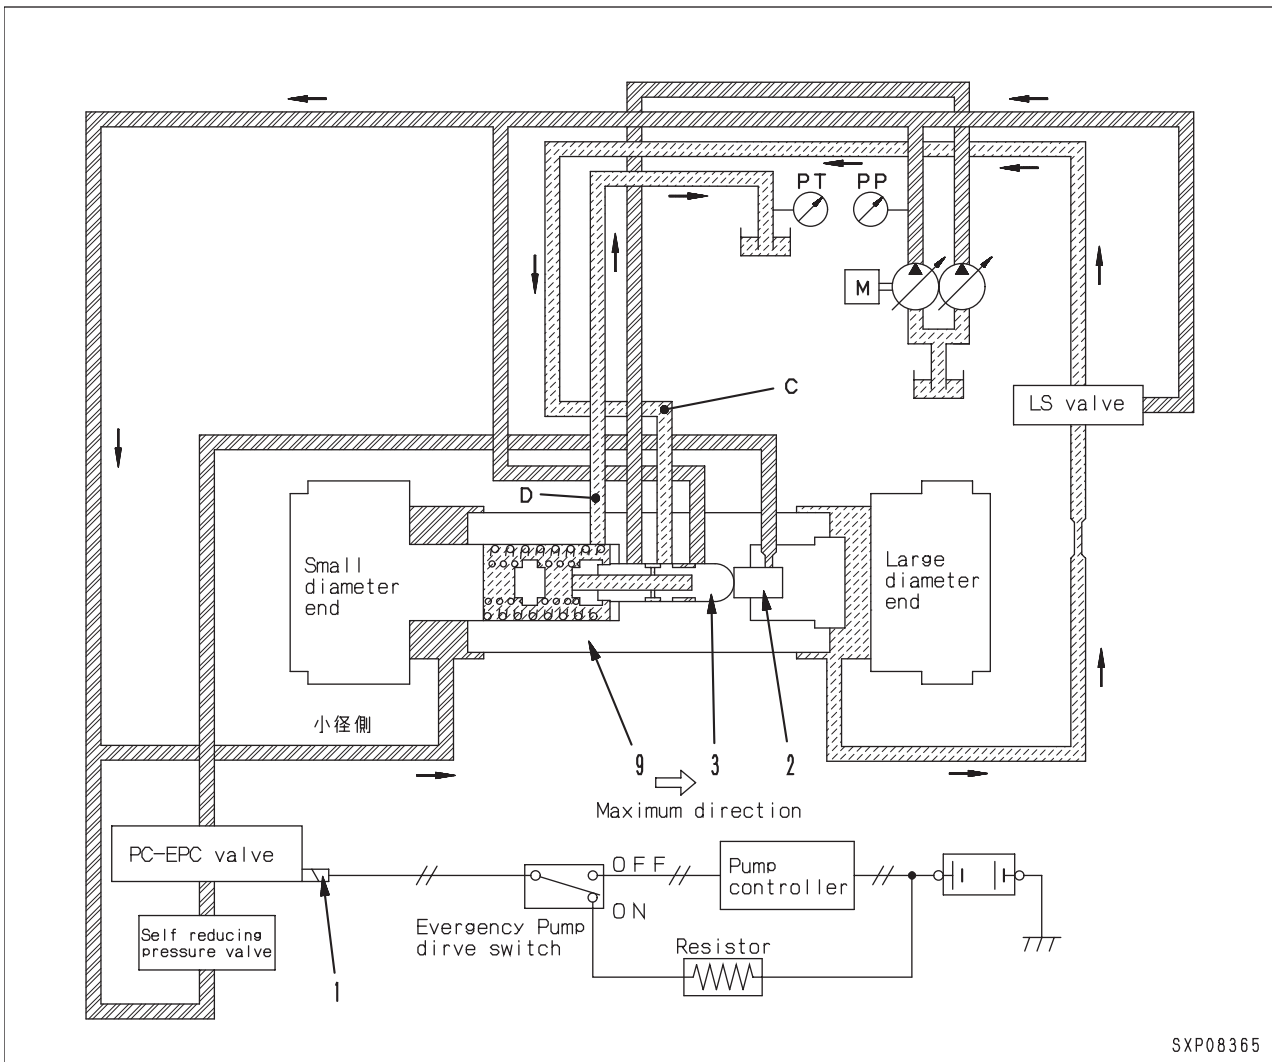 PT
PP
M
C
LS valve
D
Small
diameter
end
Large
diameter
end
小径側
9
3
2
Maximum direction
PC-EPC valve
OFF
Pump
controller
ON
Evergency Pump
dirve switch
Self reducing
pressure valve
Resistor
1
SXP08365